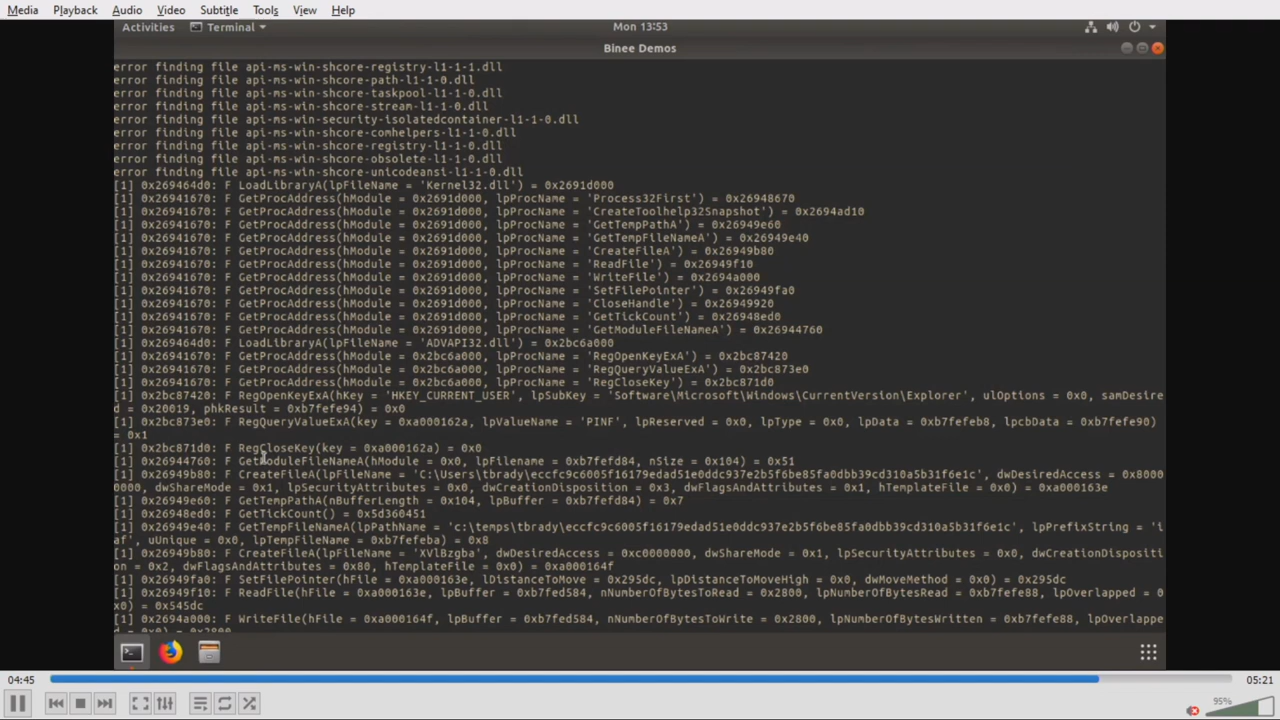 Media Playback Audio Video Subtitle Tools View Help
Activities Terminal Mon 13:53
Binee Demos
error finding file api-ms-win-shcore-registry-l1-1-1.dll
error finding file api-ms-win-shcore-path-l1-1-0.dll
error finding file api-ms-win-shcore-taskpool-l1-1-0.dll
error finding file api-ms-win-shcore-stream-l1-1-0.dll
error finding file api-ms-win-security-isolatedcontainer-l1-1-0.dll
error finding file api-ms-win-shcore-comhelpers-l1-1-0.dll
error finding file api-ms-win-shcore-registry-l1-1-0.dll
error finding file api-ms-win-shcore-obsolete-l1-1-0.dll
error finding file api-ms-win-shcore-unicodeansi-l1-1-0.dll
[1] 0x269464d0: F LoadLibraryA(lpFileName = 'Kernel32.dll') = 0x2691d000
[1] 0x26941670: F GetProcAddress(hModule = 0x2691d000, lpProcName = 'Process32First') = 0x26948670
[1] 0x26941670: F GetProcAddress(hModule = 0x2691d000, lpProcName = 'CreateToolhelp32Snapshot') = 0x2694ad10
[1] 0x26941670: F GetProcAddress(hModule = 0x2691d000, lpProcName = 'GetTempPathA') = 0x26949e60
[1] 0x26941670: F GetProcAddress(hModule = 0x2691d000, lpProcName = 'GetTempFileNameA') = 0x26949e40
[1] 0x26941670: F GetProcAddress(hModule = 0x2691d000, lpProcName = 'CreateFileA') = 0x26949b80
[1] 0x26941670: F GetProcAddress(hModule = 0x2691d000, lpProcName = 'ReadFile') = 0x26949f10
[1] 0x26941670: F GetProcAddress(hModule = 0x2691d000, lpProcName = 'WriteFile') = 0x2694a000
[1] 0x26941670: F GetProcAddress(hModule = 0x2691d000, lpProcName = 'SetFilePointer') = 0x26949fa0
[1] 0x26941670: F GetProcAddress(hModule = 0x2691d000, lpProcName = 'CloseHandle') = 0x26949920
[1] 0x26941670: F GetProcAddress(hModule = 0x2691d000, lpProcName = 'GetTickCount') = 0x26948ed0
[1] 0x26941670: F GetProcAddress(hModule = 0x2691d000, lpProcName = 'GetModuleFileNameA') = 0x26944760
[1] 0x269464d0: F LoadLibraryA(lpFileName = 'ADVAPI32.dll') = 0x2bc6a000
[1] 0x26941670: F GetProcAddress(hModule = 0x2bc6a000, lpProcName = 'RegOpenKeyExA') = 0x2bc87420
[1] 0x26941670: F GetProcAddress(hModule = 0x2bc6a000, lpProcName = 'RegQueryValueExA') = 0x2bc873e0
[1] 0x26941670: F GetProcAddress(hModule = 0x2bc6a000, lpProcName = 'RegCloseKey') = 0x2bc871d0
[1] 0x2bc87420: F RegOpenKeyExA(hKey = 'HKEY_CURRENT_USER', lpSubKey = 'Software\Microsoft\Windows\CurrentVersion\Explorer', ulOptions = 0x0, samDesire
d = 0x20019, phkResult = 0xb7fefe94) = 0x0
[1] 0x2bc873e0: F RegQueryValueExA(key = 0xa000162a, lpValueName = 'PINF', lpReserved = 0x0, lpType = 0x0, lpData = 0xb7fefe8b, lpcbData = 0xb7fefe90)
= 0x1
[1] 0x2bc871d0: F RegCloseKey(key = 0xa000162a) = 0x0
[1] 0x26944760: F GetModuleFileNameA(hModule = 0x0, lpFilename = 0xb7fefd84, nSize = 0x104) = 0x51
[1] 0x26949b80: F CreateFileA(lpFileName = 'C:\Users\tbrady\eccfc9c6005f16179edad51e0ddc937e2b5f6be85fa0dbb39cd310a5b31f6e1c', dwDesiredAccess = 0x8000
0000, dwShareMode = 0x1, lpSecurityAttributes = 0x0, dwCreationDisposition = 0x3, dwFlagsAndAttributes = 0x1, hTemplateFile = 0x0) = 0xa000163e
[1] 0x26949e60: F GetTempPathA(nBufferLength = 0x104, lpBuffer = 0xb7fefd84) = 0x7
[1] 0x26948ed0: F GetTickCount() = 0x5d360451
[1] 0x26949e40: F GetTempFileNameA(lpPathName = 'c:\temps\tbrady\eccfc9c6005f16179edad51e0ddc937e2b5f6be85fa0dbb39cd310a5b31f6e1c', lpPrefixString = 'i
af', uUnique = 0x0, lpTempFileName = 0xb7fefeba) = 0x8
[1] 0x26949b80: F CreateFileA(lpFileName = 'XVlBzgba', dwDesiredAccess = 0xc0000000, dwShareMode = 0x1, lpSecurityAttributes = 0x0, dwCreationDispositi
on = 0x2, dwFlagsAndAttributes = 0x80, hTemplateFile = 0x0) = 0xa000164f
[1] 0x26949fa0: F SetFilePointer(hFile = 0xa000163e, lDistanceToMove = 0x295dc, lpDistanceToMoveHigh = 0x0, dwMoveMethod = 0x0) = 0x295dc
[1] 0x26949f10: F ReadFile(hFile = 0xa000163e, lpBuffer = 0xb7fed584, nNumberOfBytesToRead = 0x2800, lpNumberOfBytesRead = 0xb7fefe88, lpOverlapped = 0
x0) = 0x545dc
[1] 0x2694a000: F WriteFile(hFile = 0xa000164f, lpBuffer = 0xb7fed584, nNumberOfBytesToWrite = 0x2800, lpNumberOfBytesWritten = 0xb7fefe88, lpOverlappe
d = 0x0) = 0x2800
04:45 05:21
95%